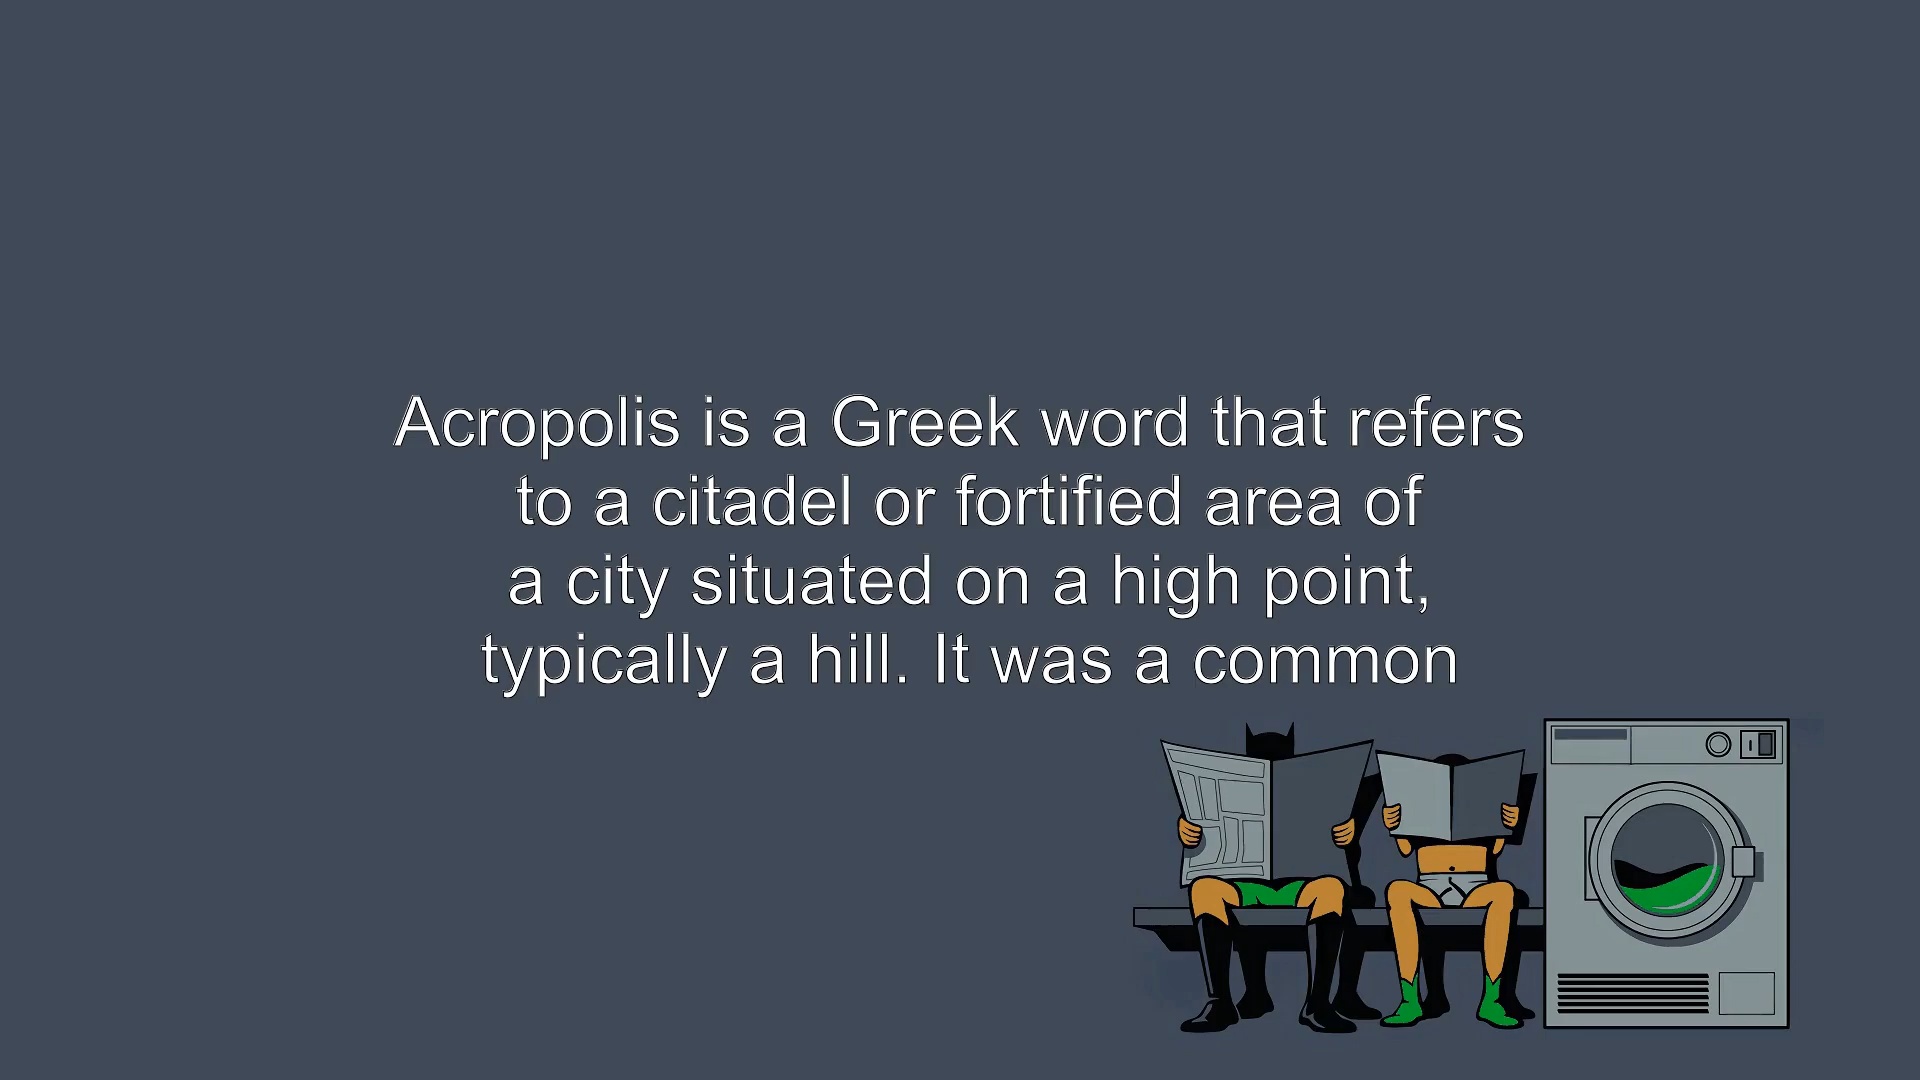 Acropolis is a Greek word that refers
to a citadel or fortified area of
a city situated on a high point,
typically a hill. It was a common